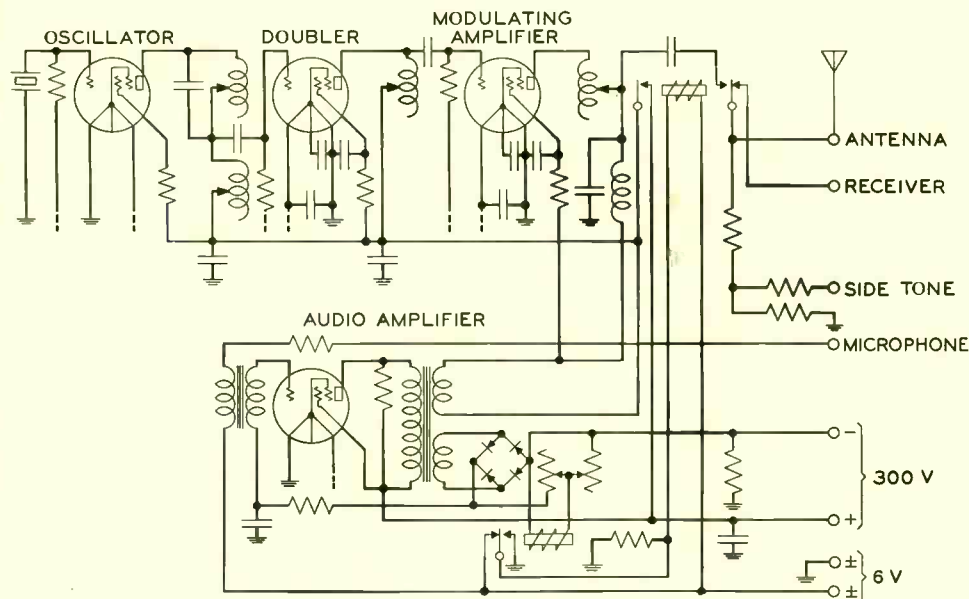 OSCILLATOR
DOUBLER
MODULATING
AMPLIFIER
ANTENNA
RECEIVER
SIDE TONE
AUDIO AMPLIFIER
MICROPHONE
−
300 V
+
±
6 V
±